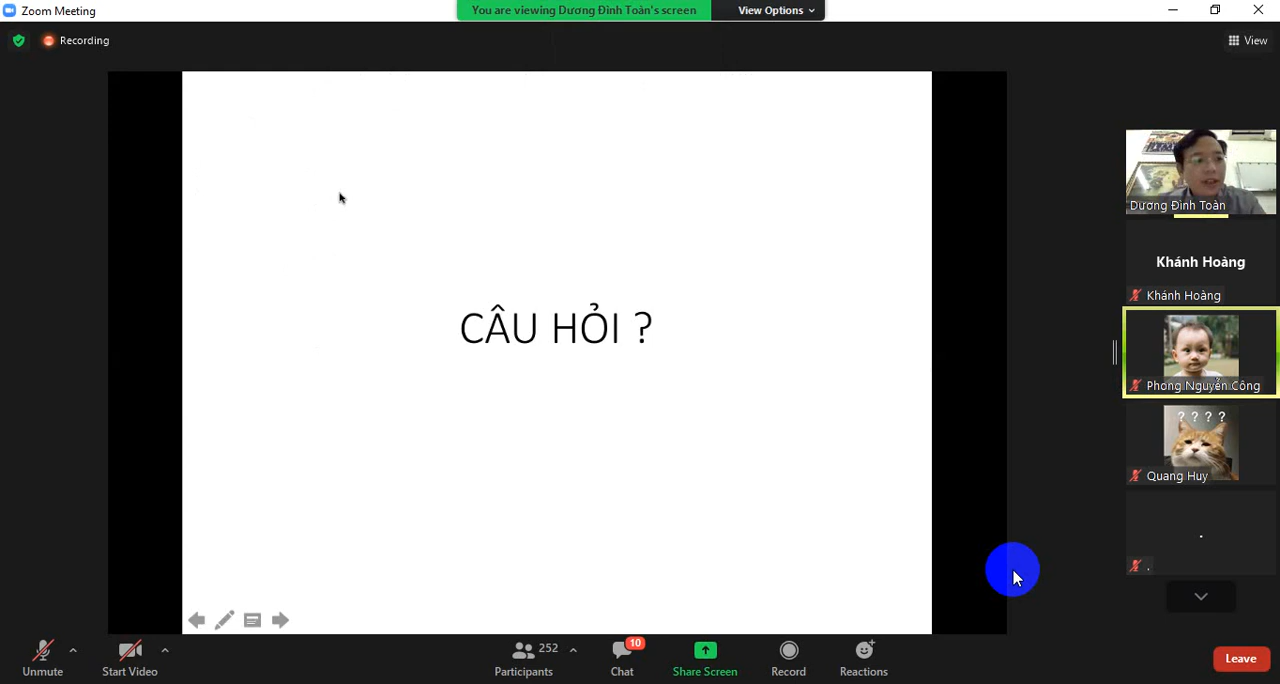 Zoom Meeting
You are viewing Dương Đình Toàn's screen
View Options
Recording
View
CÂU HỎI ?
Dương Đình Toàn
Khánh Hoàng
Khánh Hoàng
Phong Nguyễn Công
? ? ? ?
Quang Huy
.
.
Unmute
Start Video
252
Participants
10
Chat
Share Screen
Record
Reactions
Leave